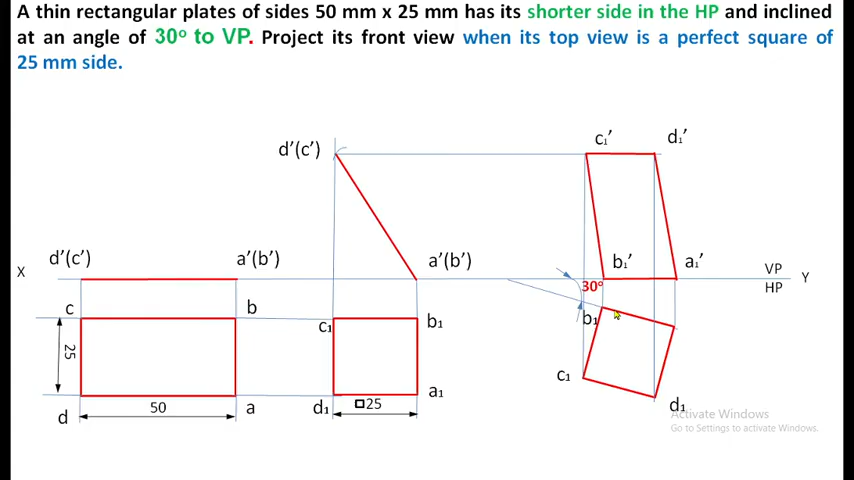 A thin rectangular plates of sides 50 mm x 25 mm has its shorter side in the HP and inclined
at an angle of 30° to VP. Project its front view when its top view is a perfect square of
25 mm side.
c₁' d₁'
d'(c')
d'(c') a'(b') a'(b') b₁' a₁'
X VP Y
HP
30°
c b c₁ b₁ b₁
25
50 □25 c₁
d a d₁ a₁ d₁
Activate Windows
Go to Settings to activate Windows.